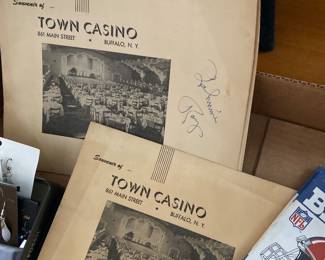 Souvenir of
TOWN CASINO
861 MAIN STREET
BUFFALO, N. Y.
Souvenir of
TOWN CASINO
861 MAIN STREET
BUFFALO, N. Y.
B
NFL